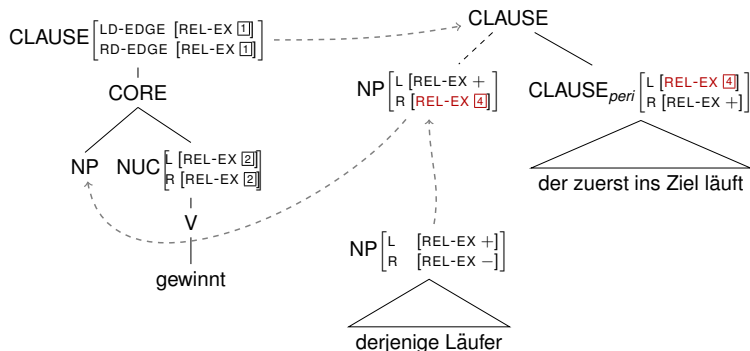 CLAUSE
CLAUSE [LD-EDGE [REL-EX 1]
RD-EDGE [REL-EX 1]]
NP [L [REL-EX +
R [REL-EX 4]]
CLAUSEperi [L [REL-EX 4]
R [REL-EX +]]
CORE
NP
NUC [L [REL-EX 2]
R [REL-EX 2]]
der zuerst ins Ziel läuft
V
gewinnt
NP [L [REL-EX +]
R [REL-EX −]]
derjenige Läufer